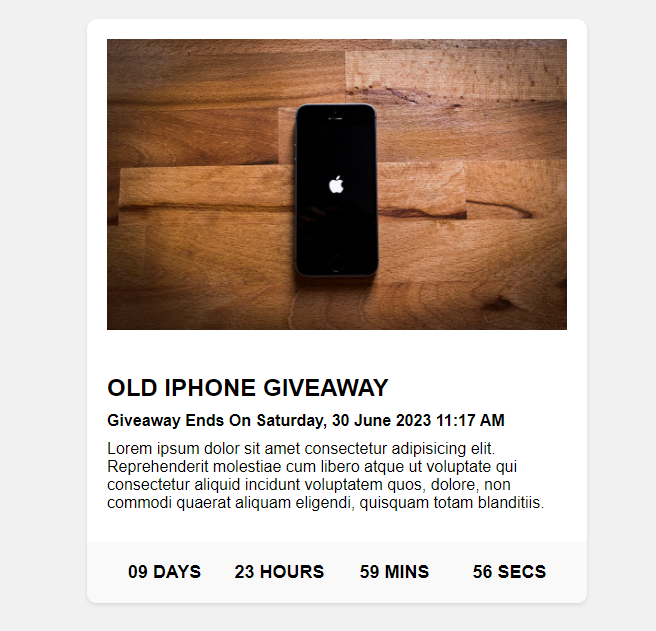 OLD IPHONE GIVEAWAY
Giveaway Ends On Saturday, 30 June 2023 11:17 AM
Lorem ipsum dolor sit amet consectetur adipisicing elit.
Reprehenderit molestiae cum libero atque ut voluptate qui
consectetur aliquid incidunt voluptatem quos, dolore, non
commodi quaerat aliquam eligendi, quisquam totam blanditiis.
09 DAYS 23 HOURS 59 MINS 56 SECS